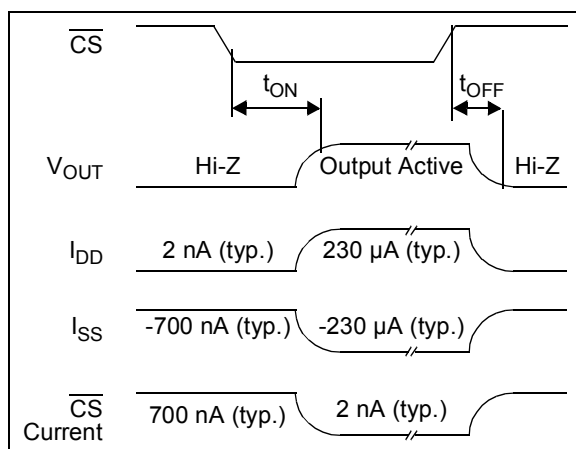 CS
tON
tOFF
VOUT
Hi-Z
Output Active
Hi-Z
IDD
2 nA (typ.)
230 µA (typ.)
ISS
-700 nA (typ.)
-230 µA (typ.)
CS
Current
700 nA (typ.)
2 nA (typ.)